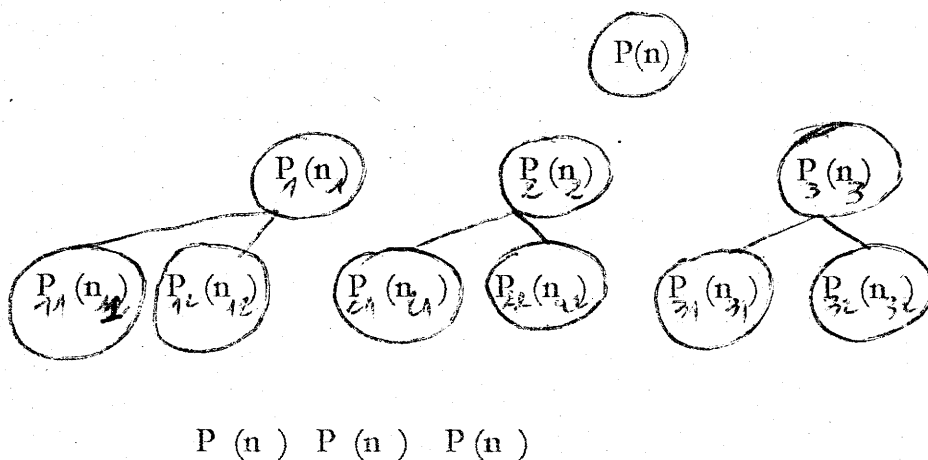 P(n)
P₁(n₁) P₂(n₂) P₃(n₃)
P₁₁(n₁₁) P₁₂(n₁₂) P₂₁(n₂₁) P₂₂(n₂₂) P₃₁(n₃₁) P₃₂(n₃₂)
P (n ) P (n ) P (n )